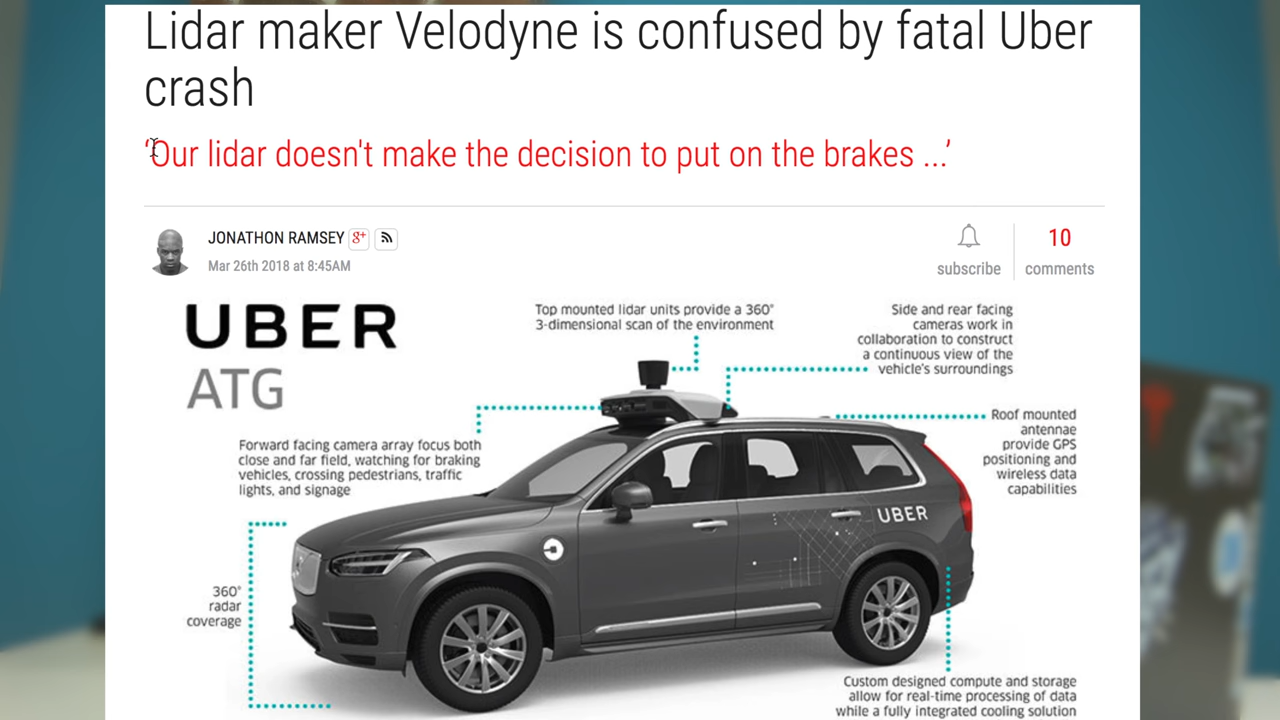 Lidar maker Velodyne is confused by fatal Uber
crash
‘Our lidar doesn't make the decision to put on the brakes ...’
JONATHON RAMSEY g+
Mar 26th 2018 at 8:45AM
subscribe
10
comments
UBER
ATG
Top mounted lidar units provide a 360°
3-dimensional scan of the environment
Side and rear facing
cameras work in
collaboration to construct
a continuous view of the
vehicle's surroundings
Forward facing camera array focus both
close and far field, watching for braking
vehicles, crossing pedestrians, traffic
lights, and signage
Roof mounted
antennae
provide GPS
positioning and
wireless data
capabilities
UBER
360°
radar
coverage
Custom designed compute and storage
allow for real-time processing of data
while a fully integrated cooling solution